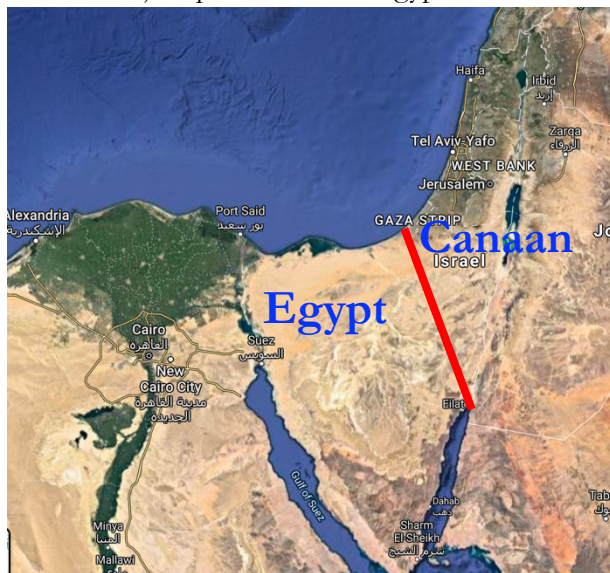 Haifa
Irbid
إربد
Zarqa
الزرقاء
Tel Aviv-Yafo
WEST BANK
Jerusalem
Alexandria
الإسكندرية
Port Said
بور سعيد
GAZA STRIP
Canaan
Israel
Egypt
Cairo
القاهرة
Suez
السويس
New
Cairo City
مدينة القاهرة
الجديدة
Eilat
Gulf of Suez
Dahab
دهب
Minya
المنيا
Sharm
El-Sheikh
شرم الشيخ
Mallawi